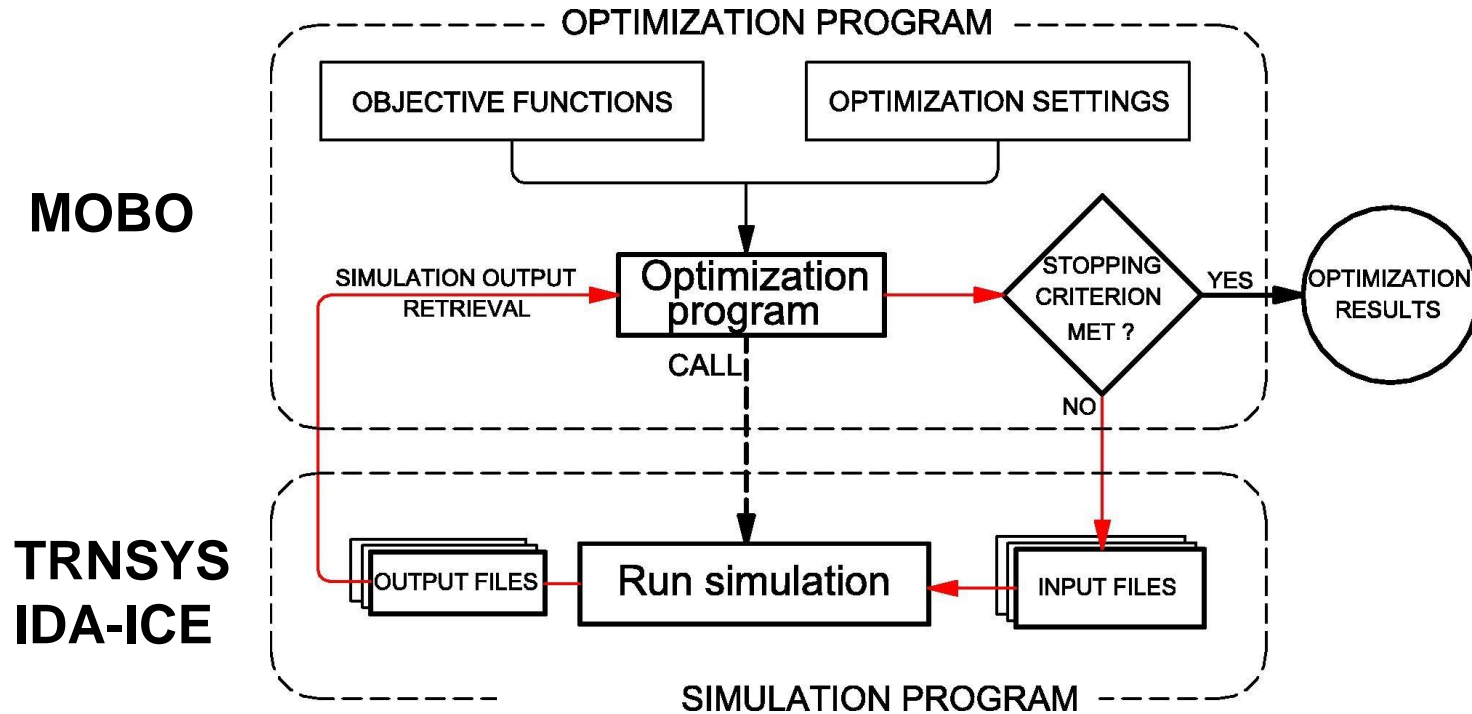 OPTIMIZATION PROGRAM
OBJECTIVE FUNCTIONS
OPTIMIZATION SETTINGS
MOBO
SIMULATION OUTPUT
RETRIEVAL
Optimization
program
STOPPING
CRITERION
MET ?
YES
OPTIMIZATION
RESULTS
CALL
NO
TRNSYS
IDA-ICE
OUTPUT FILES
Run simulation
INPUT FILES
SIMULATION PROGRAM